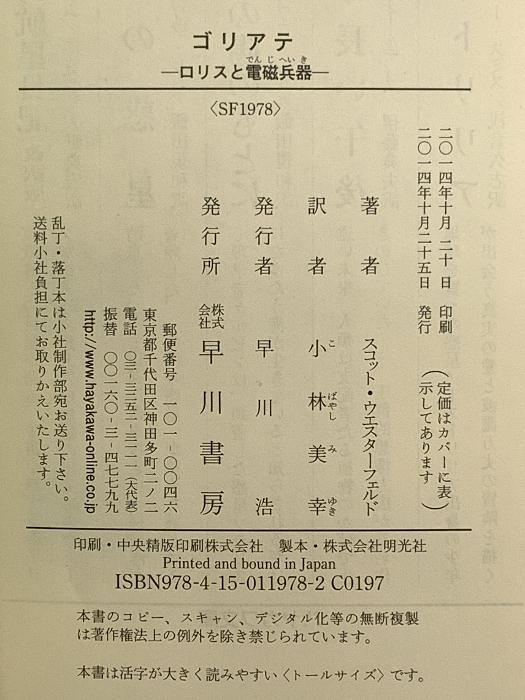 ゴリアテ
―ロリスと電磁兵器―
でんじへいき
〈SF1978〉
二〇一四年十月 二十 日 印刷
二〇一四年十月二十五日 発行
(定価はカバーに表
示してあります)
著者 スコット・ウエスターフェルド
訳者 小林美幸
こばやしみゆき
発行者 早川 浩
発行所 株式会社 早川書房
郵便番号 一〇一-〇〇四六
東京都千代田区神田多町二ノ二
電話 〇三-三二五二-三一一一(大代表)
振替 〇〇一六〇-三-四七七九九
http://www.hayakawa-online.co.jp
乱丁・落丁本は小社制作部宛お送り下さい。
送料小社負担にてお取りかえいたします。
印刷・中央精版印刷株式会社 製本・株式会社明光社
Printed and bound in Japan
ISBN978-4-15-011978-2 C0197
本書のコピー、スキャン、デジタル化等の無断複製
は著作権法上の例外を除き禁じられています。
本書は活字が大きく読みやすい〈トールサイズ〉です。